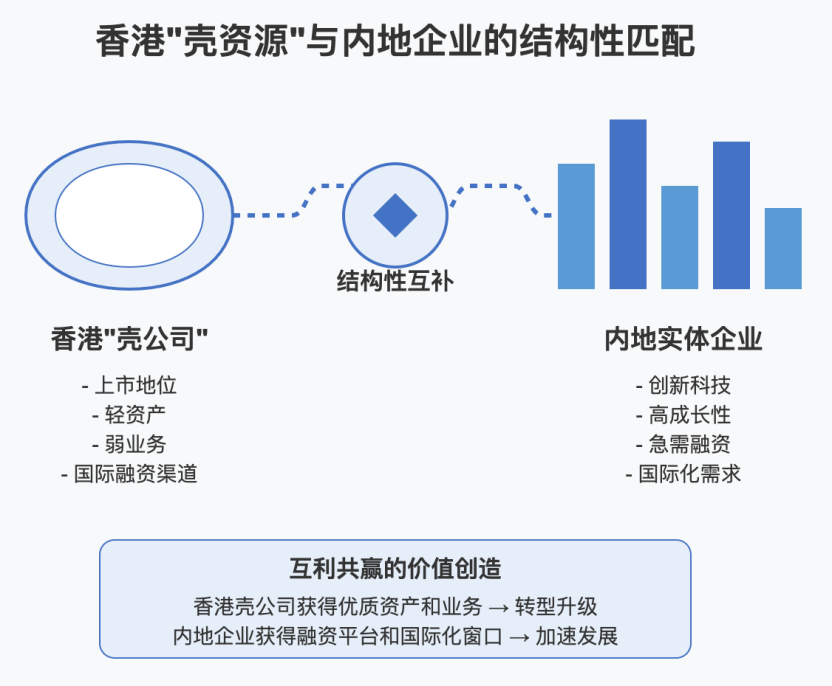 香港"壳资源"与内地企业的结构性匹配
结构性互补
香港"壳公司"
- 上市地位
- 轻资产
- 弱业务
- 国际融资渠道
内地实体企业
- 创新科技
- 高成长性
- 急需融资
- 国际化需求
互利共赢的价值创造
香港壳公司获得优质资产和业务 → 转型升级
内地企业获得融资平台和国际化窗口 → 加速发展